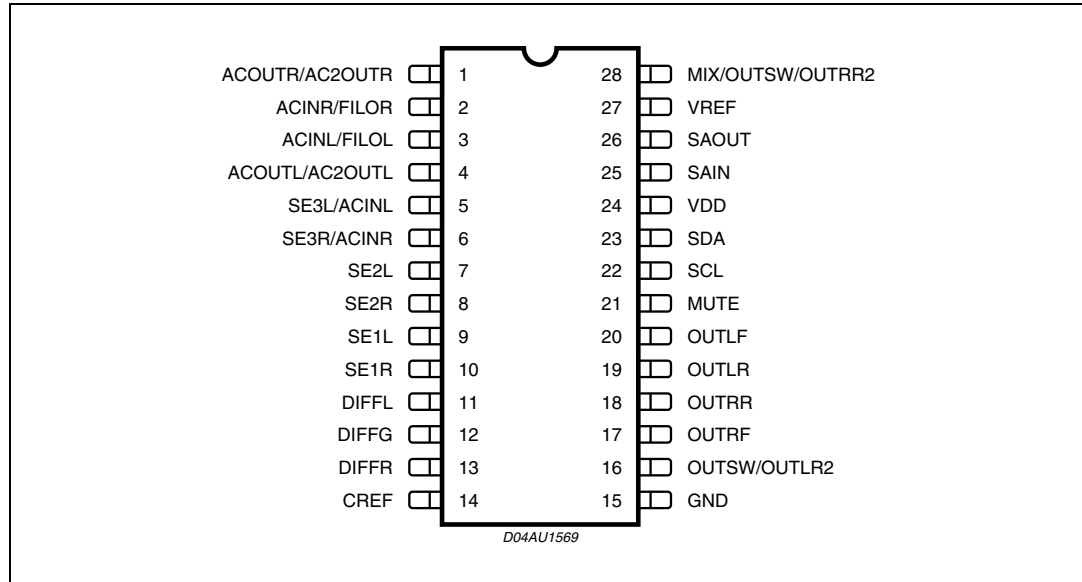 ACOUTR/AC2OUTR 1 28 MIX/OUTSW/OUTRR2
ACINR/FILOR 2 27 VREF
ACINL/FILOL 3 26 SAOUT
ACOUTL/AC2OUTL 4 25 SAIN
SE3L/ACINL 5 24 VDD
SE3R/ACINR 6 23 SDA
SE2L 7 22 SCL
SE2R 8 21 MUTE
SE1L 9 20 OUTLF
SE1R 10 19 OUTLR
DIFFL 11 18 OUTRR
DIFFG 12 17 OUTRF
DIFFR 13 16 OUTSW/OUTLR2
CREF 14 15 GND
D04AU1569